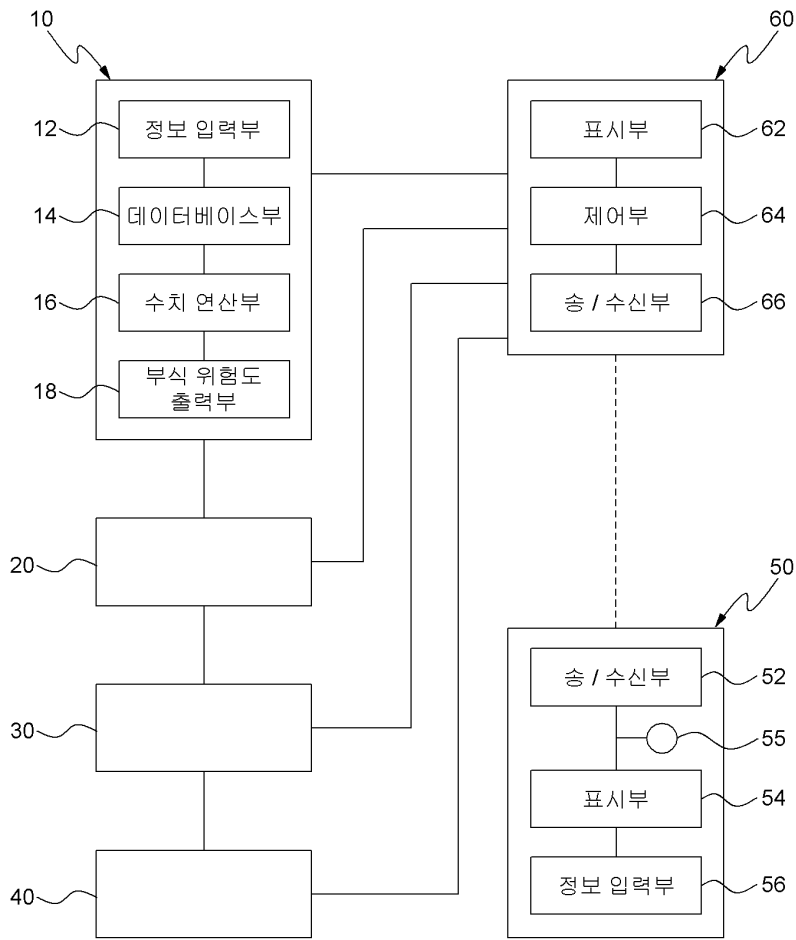 10
12
정보 입력부
14
데이터베이스부
16
수치 연산부
18
부식 위험도
출력부
20
30
40
60
표시부
62
제어부
64
송 / 수신부
66
50
송 / 수신부
52
55
표시부
54
정보 입력부
56